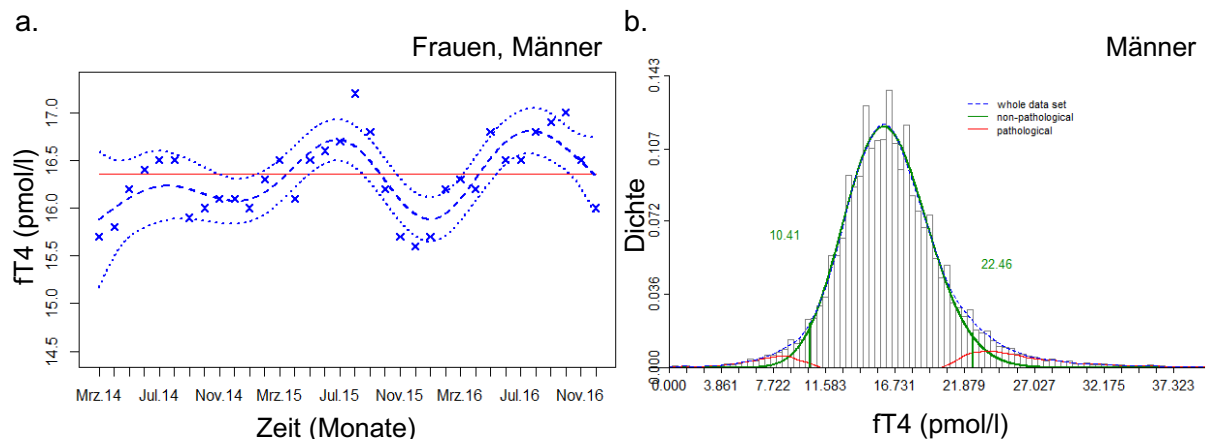 a.
Frauen, Männer
fT4 (pmol/l)
17.0
16.5
16.0
15.5
15.0
14.5
Mrz.14 Jul.14 Nov.14 Mrz.15 Jul.15 Nov.15 Mrz.16 Jul.16 Nov.16
Zeit (Monate)
b.
Männer
Dichte
0.143
0.117
0.072
0.036
0.000
whole data set
non-pathological
pathological
10.41
22.46
0.000 3.861 7.722 11.583 16.731 21.879 27.027 32.175 37.323
fT4 (pmol/l)